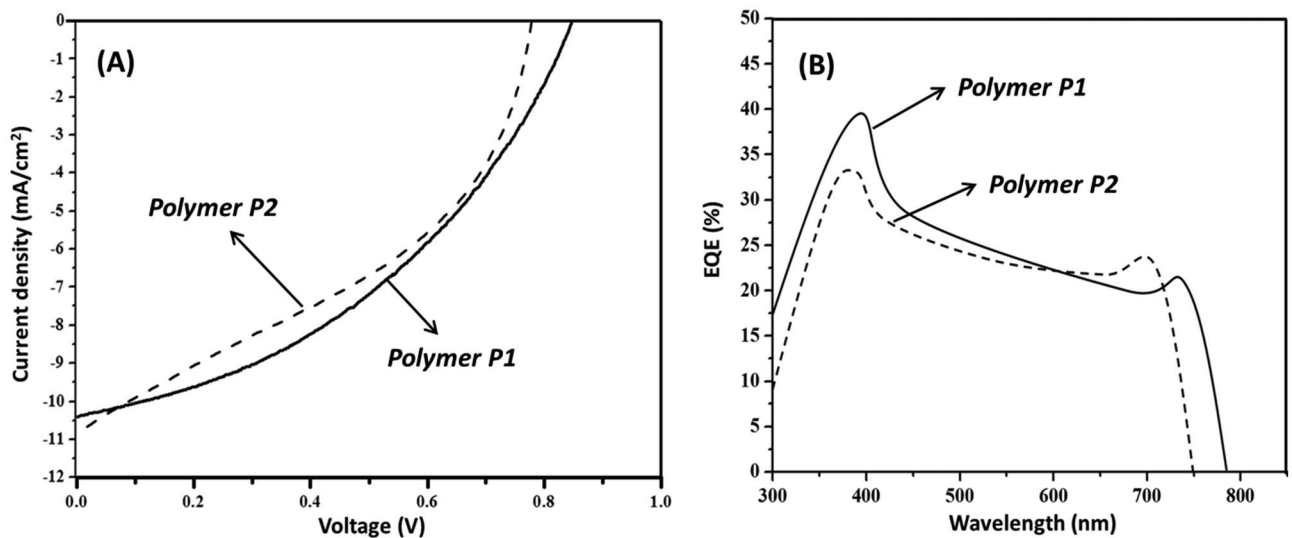 (A)
Current density (mA/cm²)
0
-1
-2
-3
-4
-5
-6
-7
-8
-9
-10
-11
-12
0.0 0.2 0.4 0.6 0.8 1.0
Voltage (V)
Polymer P2
Polymer P1
(B)
EQE (%)
50
45
40
35
30
25
20
15
10
5
0
300 400 500 600 700 800
Wavelength (nm)
Polymer P1
Polymer P2